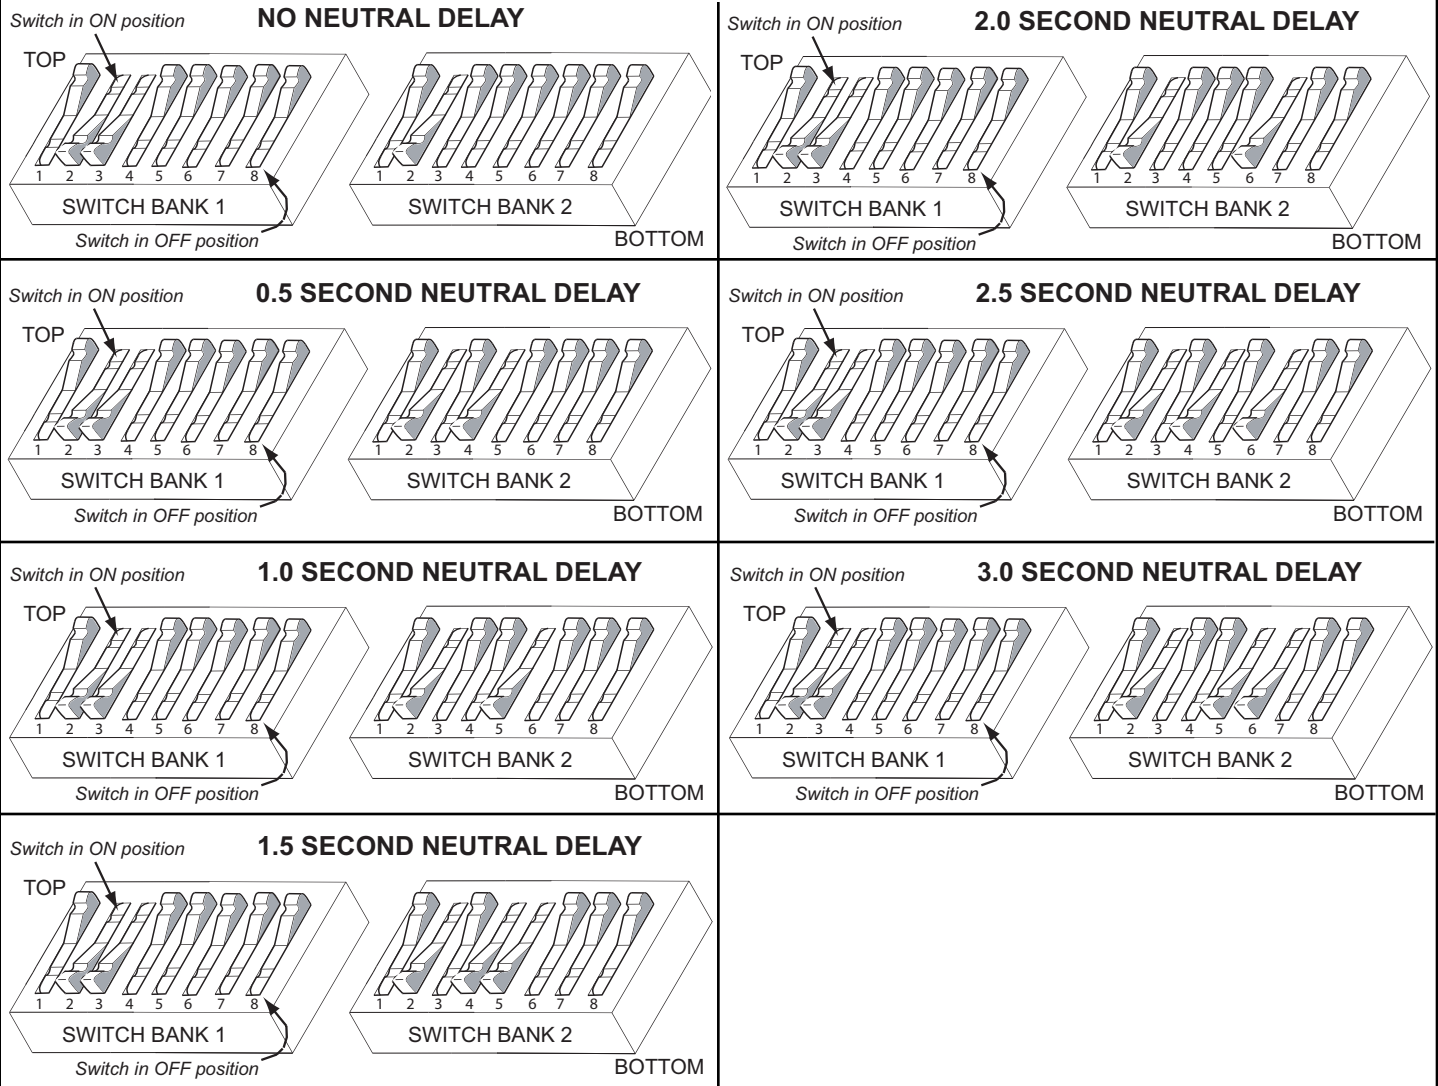 NO NEUTRAL DELAY
Switch in ON position
TOP
1 2 3 4 5 6 7 8
1 2 3 4 5 6 7 8
SWITCH BANK 1
SWITCH BANK 2
Switch in OFF position
BOTTOM
2.0 SECOND NEUTRAL DELAY
Switch in ON position
TOP
1 2 3 4 5 6 7 8
1 2 3 4 5 6 7 8
SWITCH BANK 1
SWITCH BANK 2
Switch in OFF position
BOTTOM
0.5 SECOND NEUTRAL DELAY
Switch in ON position
TOP
1 2 3 4 5 6 7 8
1 2 3 4 5 6 7 8
SWITCH BANK 1
SWITCH BANK 2
Switch in OFF position
BOTTOM
2.5 SECOND NEUTRAL DELAY
Switch in ON position
TOP
1 2 3 4 5 6 7 8
1 2 3 4 5 6 7 8
SWITCH BANK 1
SWITCH BANK 2
Switch in OFF position
BOTTOM
1.0 SECOND NEUTRAL DELAY
Switch in ON position
TOP
1 2 3 4 5 6 7 8
1 2 3 4 5 6 7 8
SWITCH BANK 1
SWITCH BANK 2
Switch in OFF position
BOTTOM
3.0 SECOND NEUTRAL DELAY
Switch in ON position
TOP
1 2 3 4 5 6 7 8
1 2 3 4 5 6 7 8
SWITCH BANK 1
SWITCH BANK 2
Switch in OFF position
BOTTOM
1.5 SECOND NEUTRAL DELAY
Switch in ON position
TOP
1 2 3 4 5 6 7 8
1 2 3 4 5 6 7 8
SWITCH BANK 1
SWITCH BANK 2
Switch in OFF position
BOTTOM